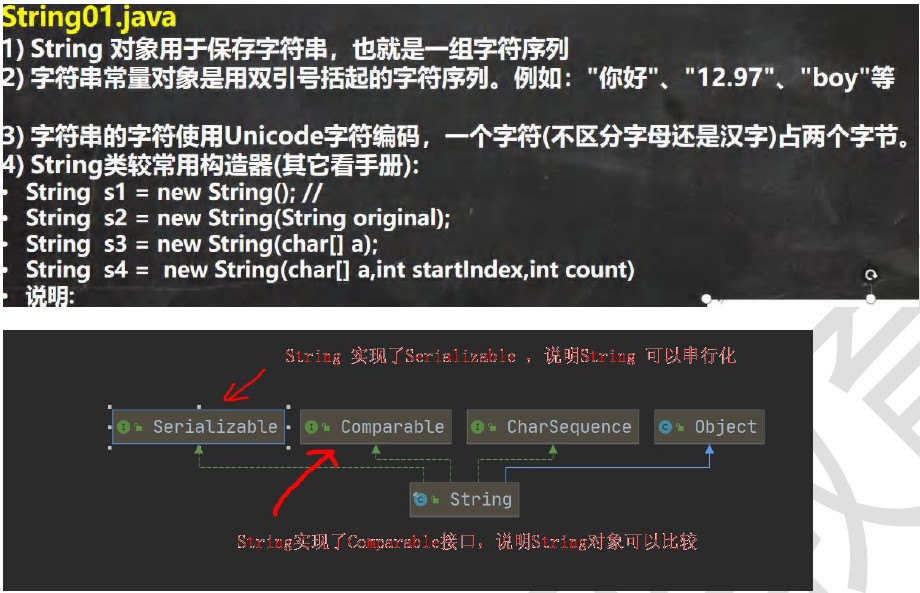 String01.java
1) String 对象用于保存字符串，也就是一组字符序列
2) 字符串常量对象是用双引号括起的字符序列。例如："你好"、"12.97"、"boy"等
3) 字符串的字符使用Unicode字符编码，一个字符(不区分字母还是汉字)占两个字节。
4) String类较常用构造器(其它看手册):
• String s1 = new String(); //
• String s2 = new String(String original);
• String s3 = new String(char[] a);
• String s4 = new String(char[] a,int startIndex,int count)
• 说明:
String 实现了Serializable ，说明String 可以串行化
Serializable Comparable CharSequence Object
String
String实现了Comparable接口，说明String对象可以比较